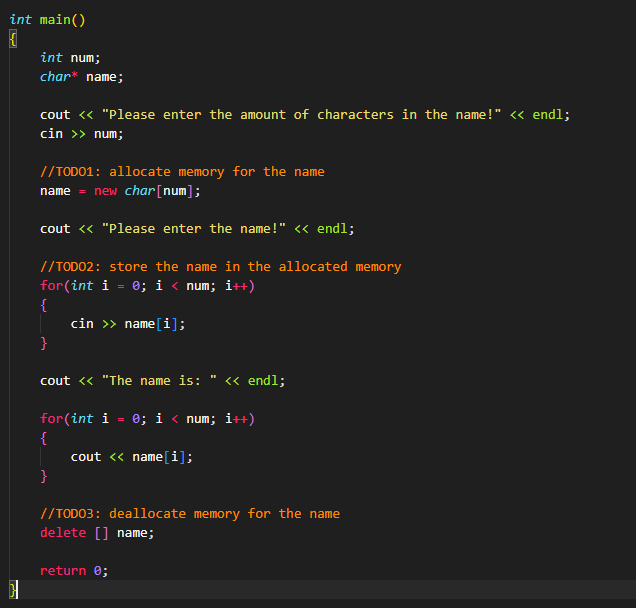 int main()
{
    int num;
    char* name;

    cout << "Please enter the amount of characters in the name!" << endl;
    cin >> num;

    //TODO1: allocate memory for the name
    name = new char[num];

    cout << "Please enter the name!" << endl;

    //TODO2: store the name in the allocated memory
    for(int i = 0; i < num; i++)
    {
        cin >> name[i];
    }

    cout << "The name is: " << endl;

    for(int i = 0; i < num; i++)
    {
        cout << name[i];
    }

    //TODO3: deallocate memory for the name
    delete [] name;

    return 0;
}